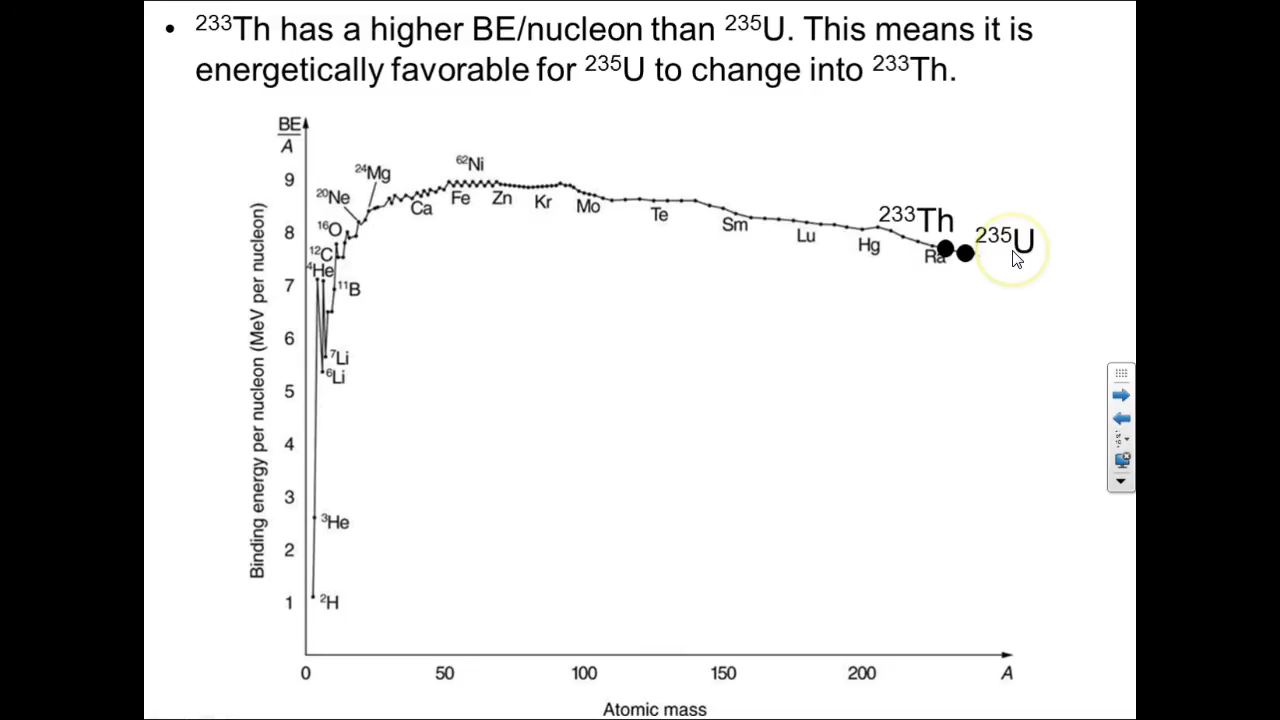 • ²³³Th has a higher BE/nucleon than ²³⁵U. This means it is
energetically favorable for ²³⁵U to change into ²³³Th.
BE
A
9
8
7
6
5
4
3
2
1
Binding energy per nucleon (MeV per nucleon)
²⁴Mg
²⁰Ne
¹⁶O
¹²C
⁴He
¹¹B
⁷Li
⁶Li
³He
²H
⁶²Ni
Ca
Fe
Zn
Kr
Mo
Te
Sm
Lu
Hg
Ra
²³³Th
²³⁵U
0
50
100
150
200
A
Atomic mass